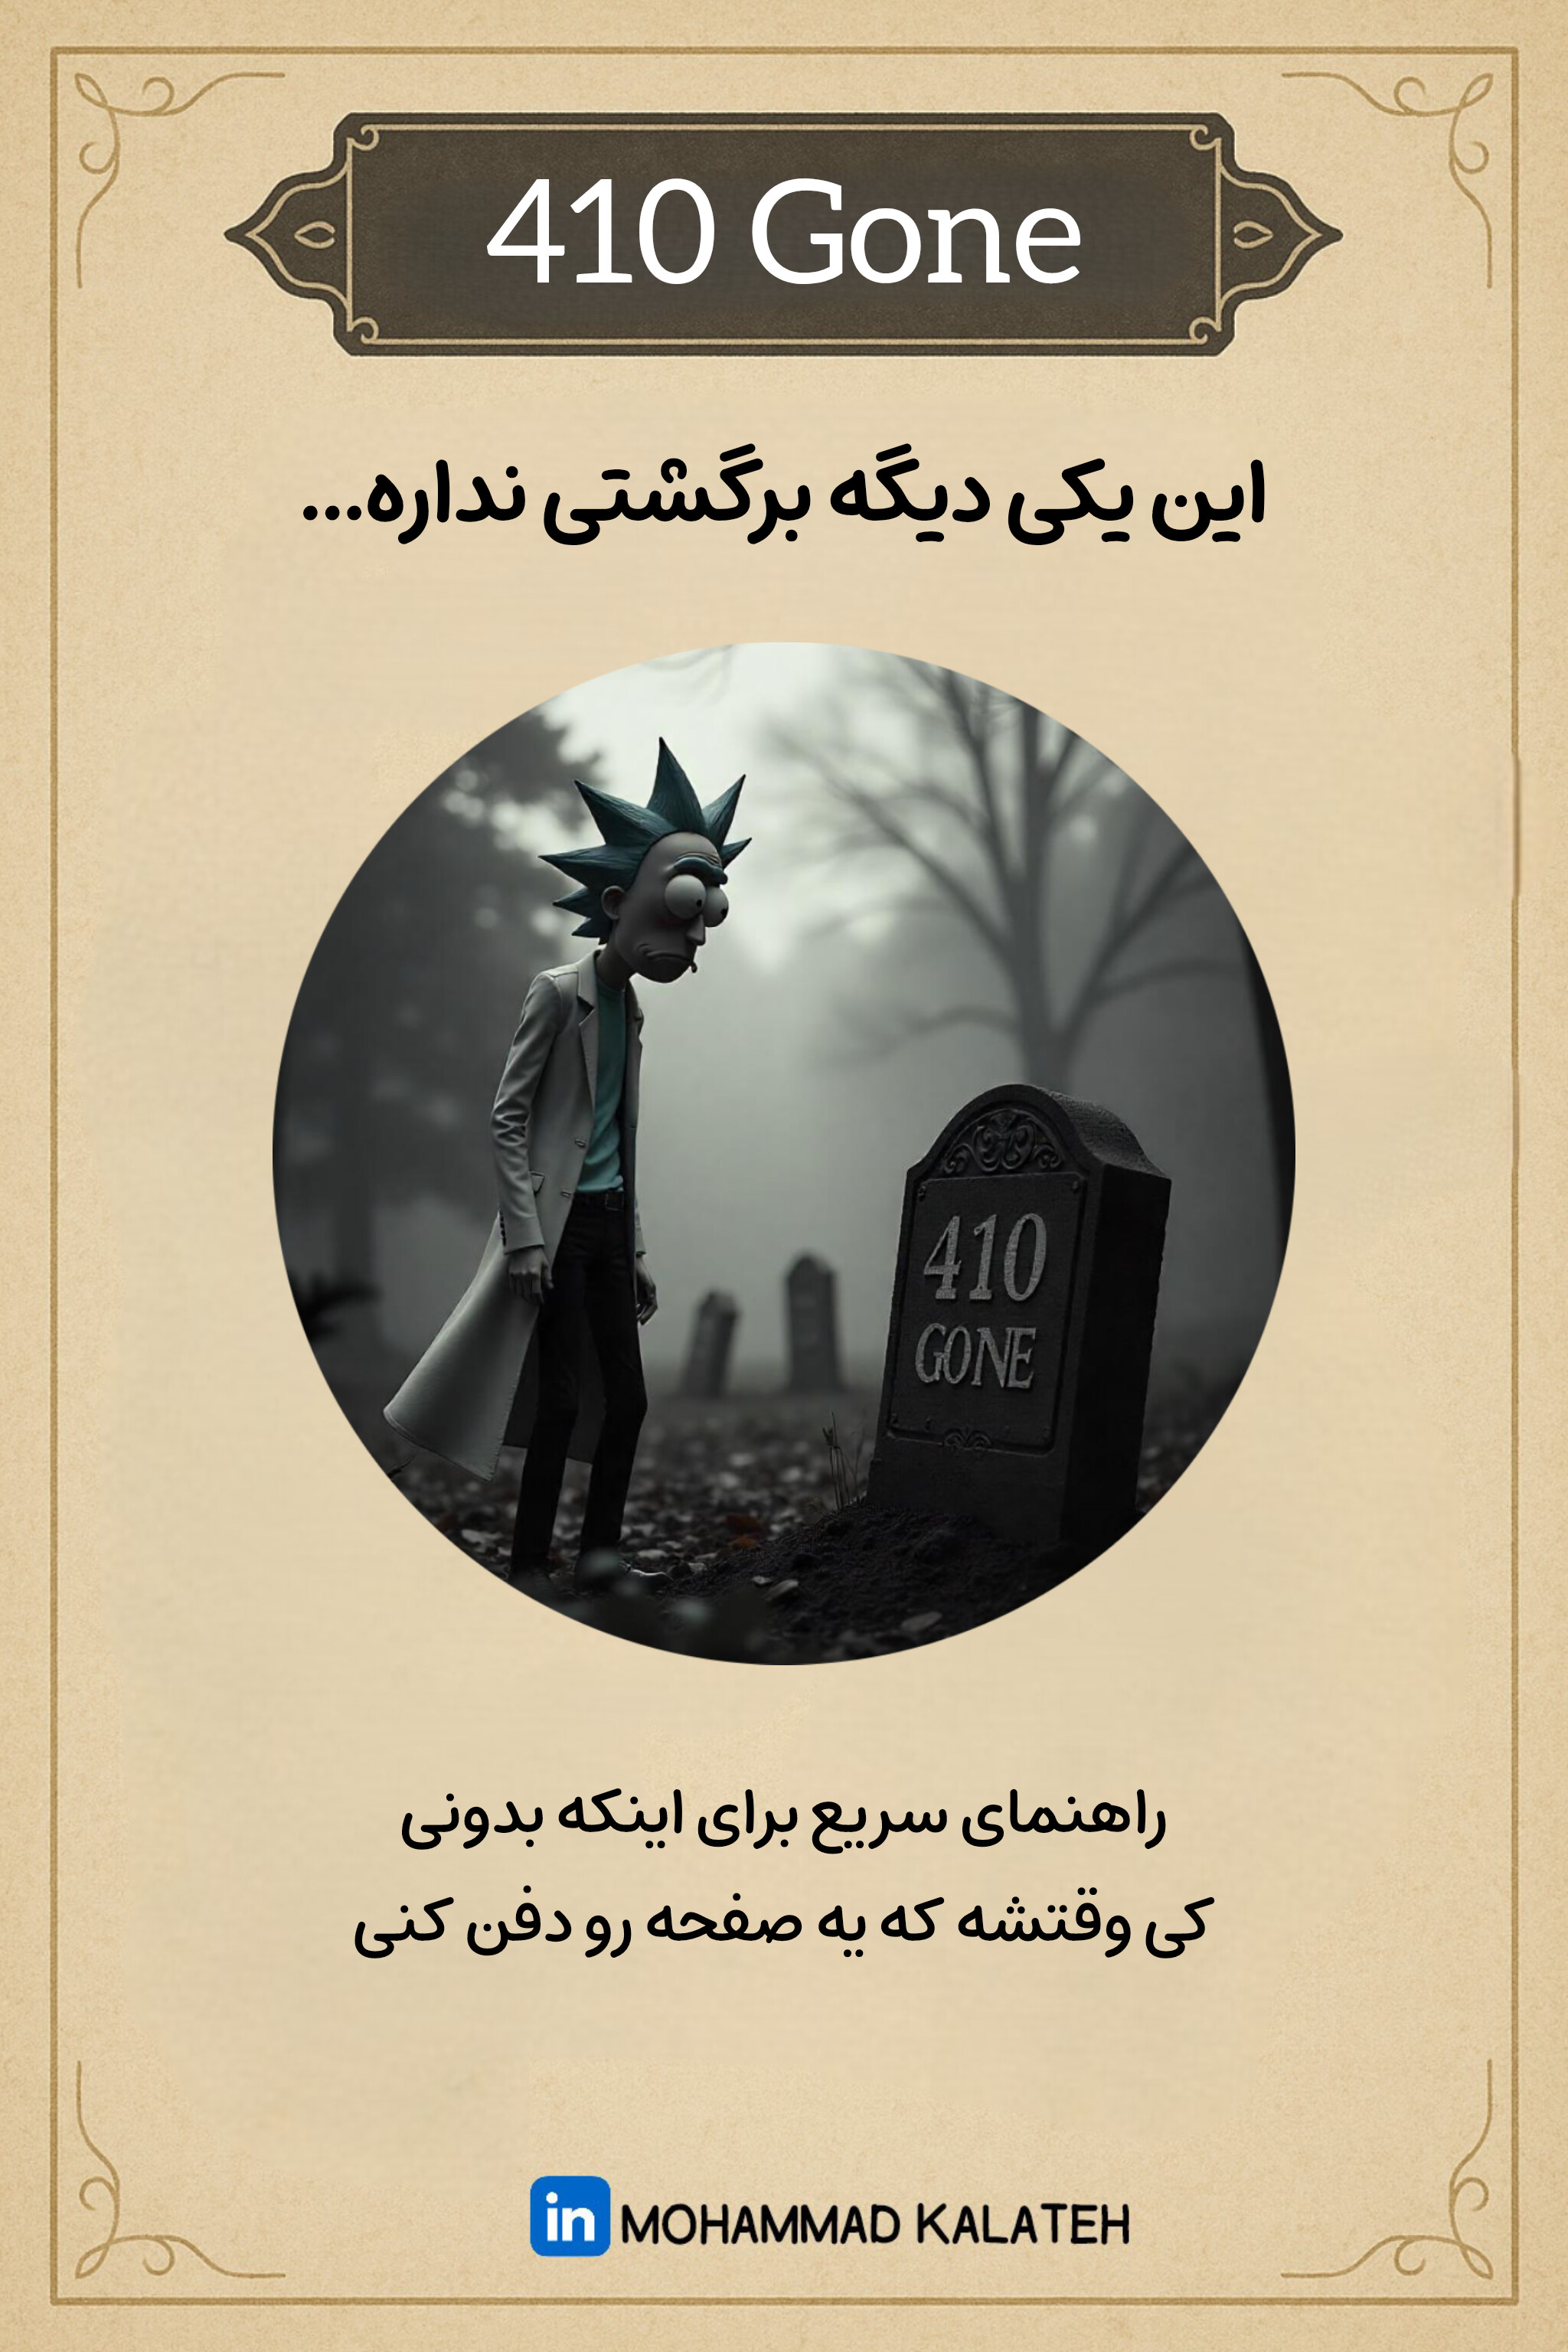 410 Gone
این یکی دیگه برگشتی نداره...
410
GONE
راهنمای سریع برای اینکه بدونی
کی وقتشه که یه صفحه رو دفن کنی
in MOHAMMAD KALATEH